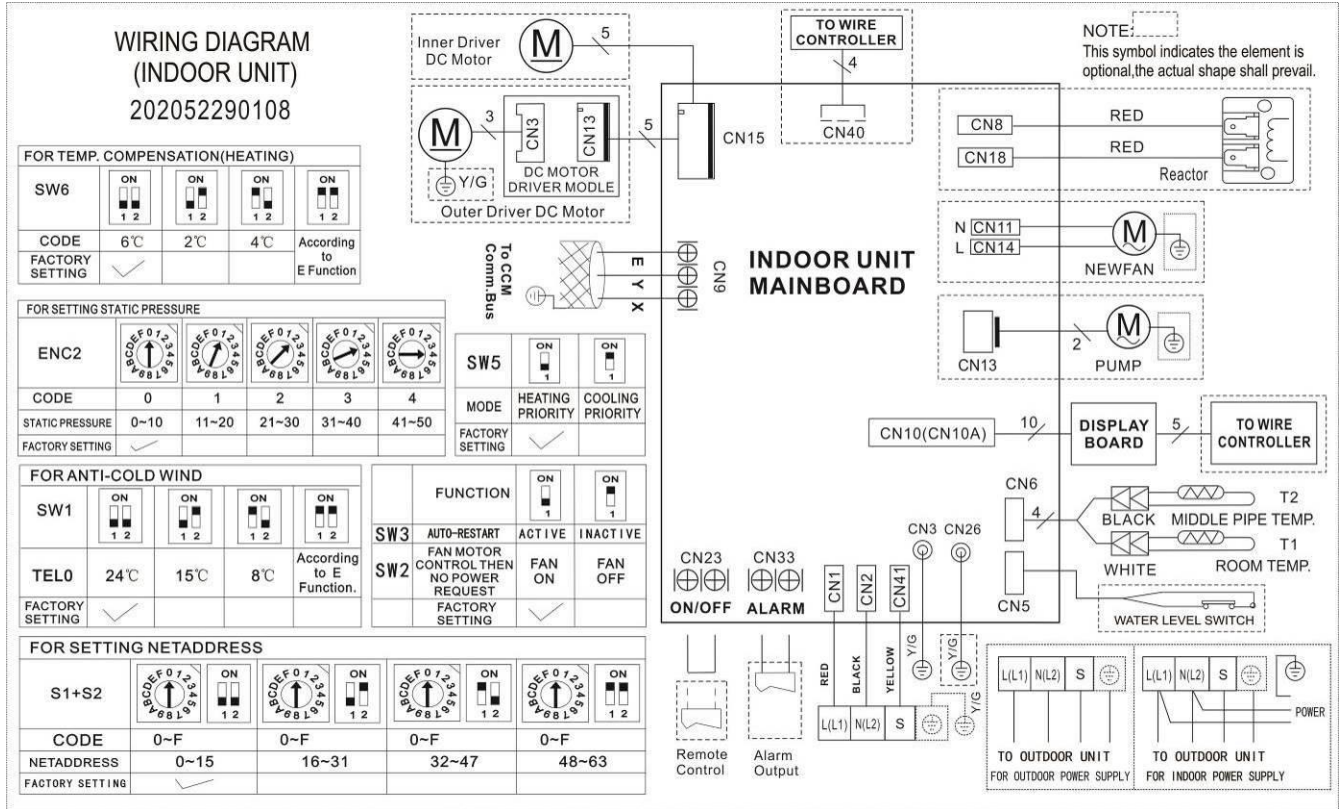 WIRING DIAGRAM
(INDOOR UNIT)
202052290108
FOR TEMP. COMPENSATION(HEATING)
SW6
ON ON ON ON
1 2 1 2 1 2 1 2
CODE 6℃ 2℃ 4℃ According to E Function
FACTORY SETTING
FOR SETTING STATIC PRESSURE
ENC2
CODE 0 1 2 3 4
STATIC PRESSURE 0~10 11~20 21~30 31~40 41~50
FACTORY SETTING
SW5
ON ON
1 1
MODE HEATING PRIORITY COOLING PRIORITY
FACTORY SETTING
FOR ANTI-COLD WIND
SW1
ON ON ON ON
1 2 1 2 1 2 1 2
TEL0 24℃ 15℃ 8℃ According to E Function.
FACTORY SETTING
FUNCTION
ON ON
1 1
SW3 AUTO-RESTART ACTIVE INACTIVE
SW2 FAN MOTOR CONTROL THEN NO POWER REQUEST FAN ON FAN OFF
FACTORY SETTING
FOR SETTING NETADDRESS
S1+S2
ON ON ON ON
1 2 1 2 1 2 1 2
CODE 0~F 0~F 0~F 0~F
NETADDRESS 0~15 16~31 32~47 48~63
FACTORY SETTING
Inner Driver
DC Motor
M
5
M
3
CN3
CN13
5
Y/G
DC MOTOR
DRIVER MODLE
Outer Driver DC Motor
CN15
TO WIRE
CONTROLLER
4
CN40
NOTE:
This symbol indicates the element is
optional,the actual shape shall prevail.
CN8 RED
CN18 RED
Reactor
To CCM
Comm.Bus
E
Y
X
CN9
INDOOR UNIT
MAINBOARD
N CN11
L CN14
M
NEWFAN
CN13
2
M
PUMP
CN10(CN10A)
10
DISPLAY
BOARD
5
TO WIRE
CONTROLLER
CN6
4
BLACK
T2
MIDDLE PIPE TEMP.
WHITE
T1
ROOM TEMP.
CN5
WATER LEVEL SWITCH
CN23
ON/OFF
CN33
ALARM
CN1
CN2
CN41
CN3
CN26
RED
BLACK
YELLOW
Y/G
Y/G
Y/G
L(L1) N(L2) S
Remote
Control
Alarm
Output
L(L1) N(L2) S
TO OUTDOOR UNIT
FOR OUTDOOR POWER SUPPLY
L(L1) N(L2) S
POWER
TO OUTDOOR UNIT
FOR INDOOR POWER SUPPLY